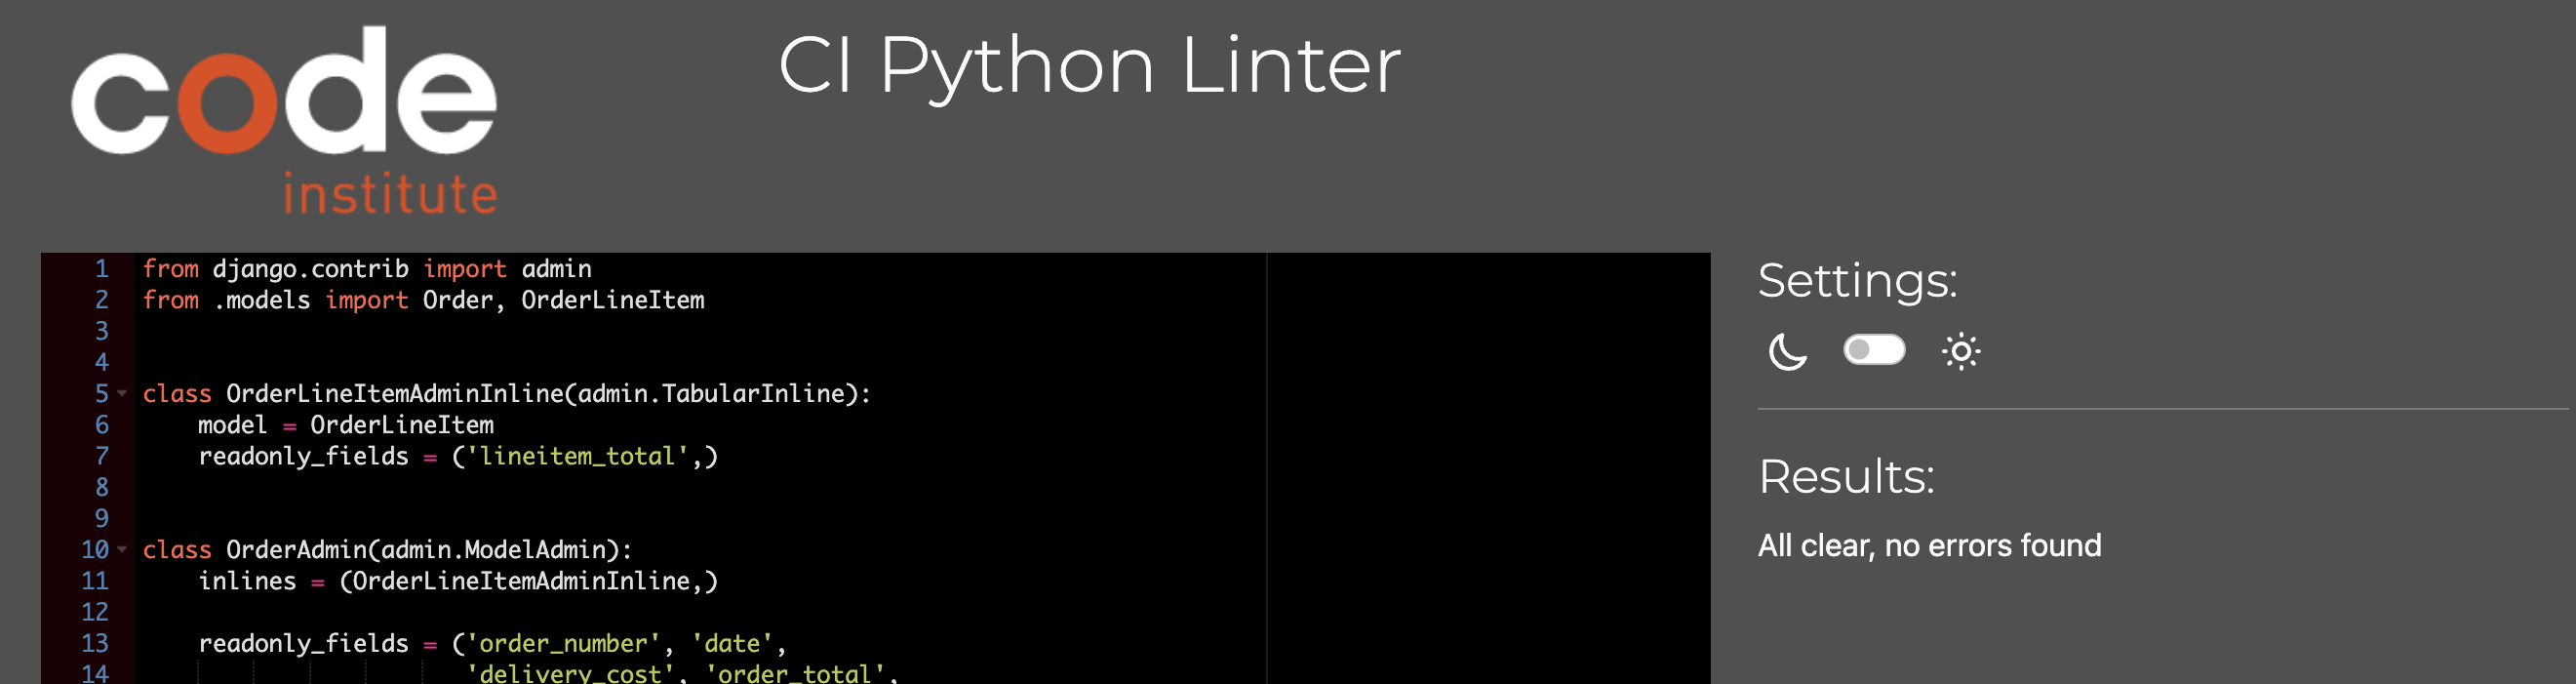 code
institute
CI Python Linter
1 from django.contrib import admin
2 from .models import Order, OrderLineItem
3
4
5 class OrderLineItemAdminInline(admin.TabularInline):
6     model = OrderLineItem
7     readonly_fields = ('lineitem_total',)
8
9
10 class OrderAdmin(admin.ModelAdmin):
11     inlines = (OrderLineItemAdminInline,)
12
13     readonly_fields = ('order_number', 'date',
14                        'delivery_cost', 'order_total',
Settings:
Results:
All clear, no errors found